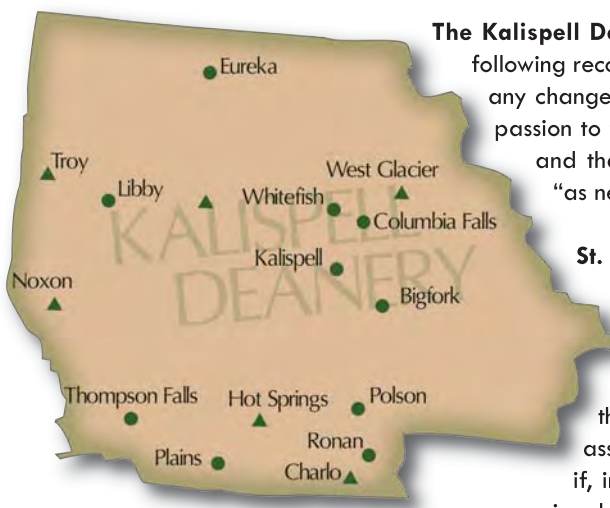 The Kalispell De
following reco
any change
passion to
and the
"as ne
St.
th
ass
if, in
Eureka
Troy
Libby
West Glacier
Whitefish
Columbia Falls
KALISPELL
DEANERY
Kalispell
Noxon
Bigfork
Thompson Falls
Hot Springs
Polson
Ronan
Plains
Charlo